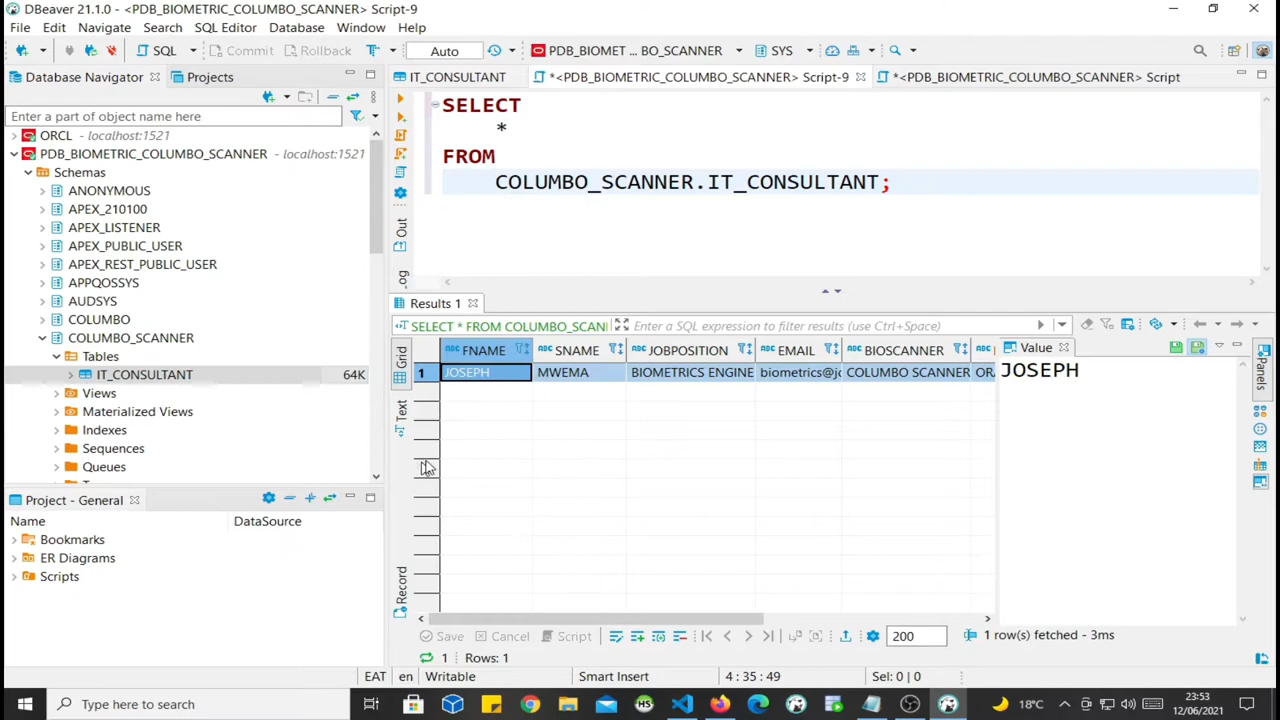 DBeaver 21.1.0 - <PDB_BIOMETRIC_COLUMBO_SCANNER> Script-9
File Edit Navigate Search SQL Editor Database Window Help
SQL Commit Rollback Auto PDB_BIOMET ... BO_SCANNER SYS
Database Navigator Projects
Enter a part of object name here
ORCL - localhost:1521
PDB_BIOMETRIC_COLUMBO_SCANNER - localhost:1521
Schemas
ANONYMOUS
APEX_210100
APEX_LISTENER
APEX_PUBLIC_USER
APEX_REST_PUBLIC_USER
APPQOSSYS
AUDSYS
COLUMBO
COLUMBO_SCANNER
Tables
IT_CONSULTANT 64K
Views
Materialized Views
Indexes
Sequences
Queues
Project - General
Name DataSource
Bookmarks
ER Diagrams
Scripts
IT_CONSULTANT *<PDB_BIOMETRIC_COLUMBO_SCANNER> Script-9 *<PDB_BIOMETRIC_COLUMBO_SCANNER> Script
SELECT
*
FROM
COLUMBO_SCANNER.IT_CONSULTANT;
Out
Results 1
SELECT * FROM COLUMBO_SCAN Enter a SQL expression to filter results (use Ctrl+Space)
Grid
Text
Record
FNAME SNAME JOBPOSITION EMAIL BIOSCANNER
1 JOSEPH MWEMA BIOMETRICS ENGINE biometrics@jo COLUMBO SCANNER OR
Value
JOSEPH
Panels
Save Cancel Script 200 1 row(s) fetched - 3ms
1 Rows: 1
EAT en Writable Smart Insert 4 : 35 : 49 Sel: 0 | 0
Type here to search
18°C
23:53
12/06/2021